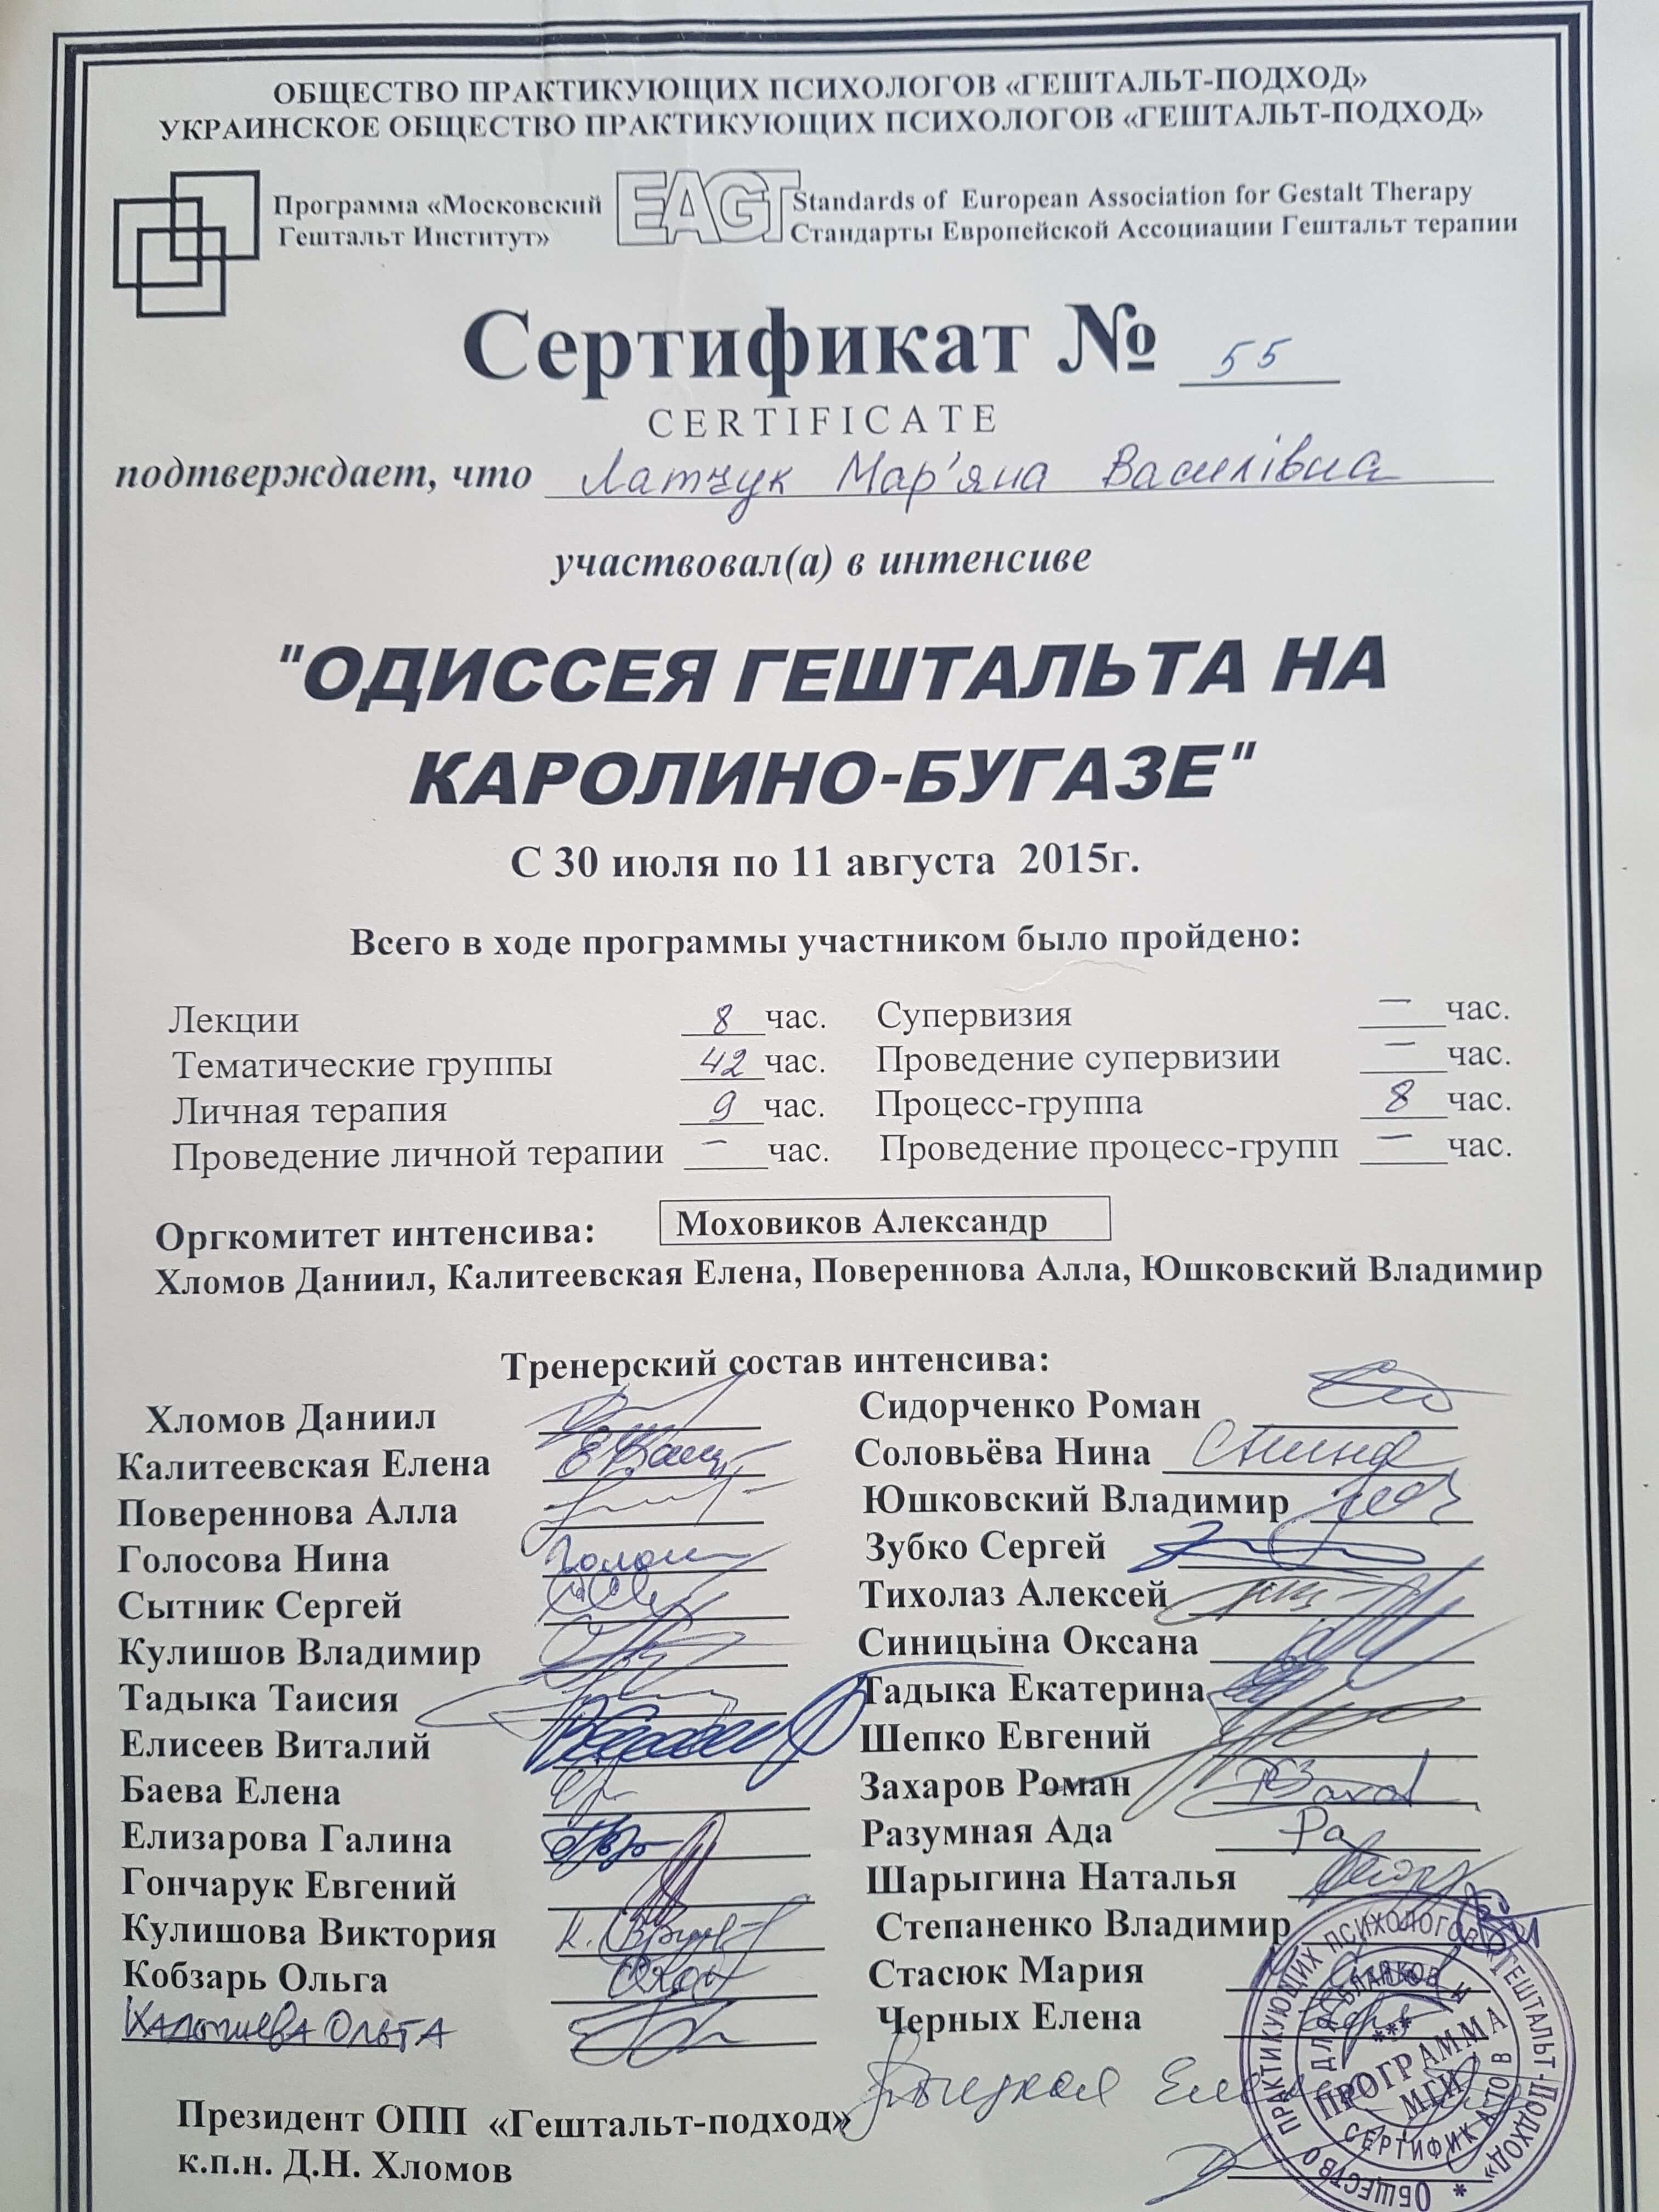 ОБЩЕСТВО ПРАКТИКУЮЩИХ ПСИХОЛОГОВ «ГЕШТАЛЬТ-ПОДХОД»
УКРАИНСКОЕ ОБЩЕСТВО ПРАКТИКУЮЩИХ ПСИХОЛОГОВ «ГЕШТАЛЬТ-ПОДХОД»
Программа «Московский
Гештальт Институт»
EAGT
Standards of European Association for Gestalt Therapy
Стандарты Европейской Ассоциации Гештальт терапии
Сертификат № 55
CERTIFICATE
подтверждает, что Латчук Мар'яна Василівна
участвовал(а) в интенсиве
"ОДИССЕЯ ГЕШТАЛЬТА НА
КАРОЛИНО-БУГАЗЕ"
С 30 июля по 11 августа 2015г.
Всего в ходе программы участником было пройдено:
Лекции 8 час. Супервизия — час.
Тематические группы 42 час. Проведение супервизии — час.
Личная терапия 9 час. Процесс-группа 8 час.
Проведение личной терапии — час. Проведение процесс-групп — час.
Оргкомитет интенсива: Моховиков Александр
Хломов Даниил, Калитеевская Елена, Повереннова Алла, Юшковский Владимир
Тренерский состав интенсива:
Хломов Даниил Сидорченко Роман
Калитеевская Елена Соловьёва Нина
Повереннова Алла Юшковский Владимир
Голосова Нина Зубко Сергей
Сытник Сергей Тихолаз Алексей
Кулишов Владимир Синицына Оксана
Тадыка Таисия Тадыка Екатерина
Елисеев Виталий Шепко Евгений
Баева Елена Захаров Роман
Елизарова Галина Разумная Ада
Гончарук Евгений Шарыгина Наталья
Кулишова Виктория Степаненко Владимир
Кобзарь Ольга Стасюк Мария
Ольга Черных Елена
Президент ОПП «Гештальт-подход»
к.п.н. Д.Н. Хломов
ОБЩЕСТВО ПРАКТИКУЮЩИХ ПСИХОЛОГОВ «ГЕШТАЛЬТ-ПОДХОД» *
ДЛЯ БЛАНКОВ И СЕРТИФИКАТОВ
***
ПРОГРАММА
МГИ